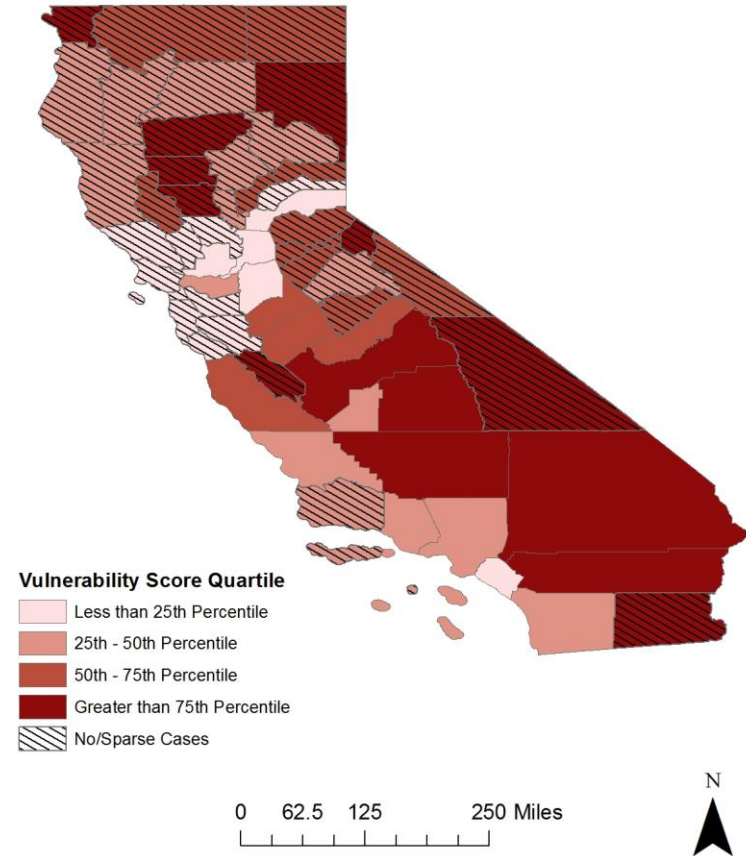 Vulnerability Score Quartile
Less than 25th Percentile
25th - 50th Percentile
50th - 75th Percentile
Greater than 75th Percentile
No/Sparse Cases
0 62.5 125 250 Miles
N